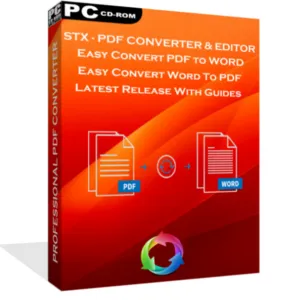 PC CD-ROM
STX - PDF CONVERTER & EDITOR
EASY CONVERT PDF TO WORD
EASY CONVERT WORD TO PDF
LATEST RELEASE WITH GUIDES
PDF
WORD
PROFESSIONAL PDF CONVERTER